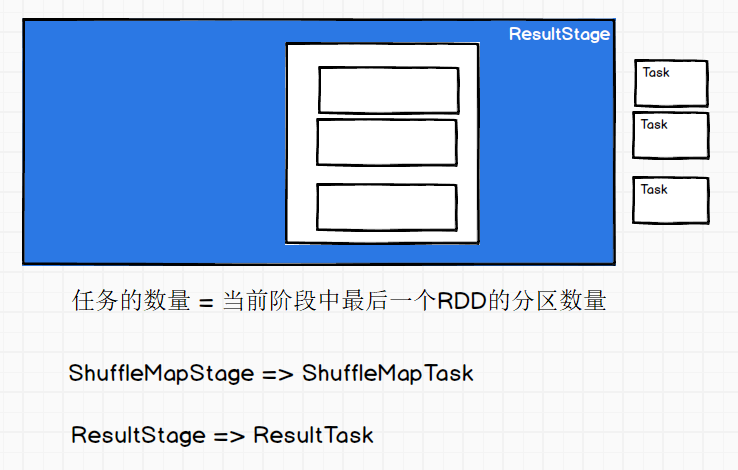 ResultStage
Task
Task
Task
任务的数量 = 当前阶段中最后一个RDD的分区数量
ShuffleMapStage => ShuffleMapTask
ResultStage => ResultTask